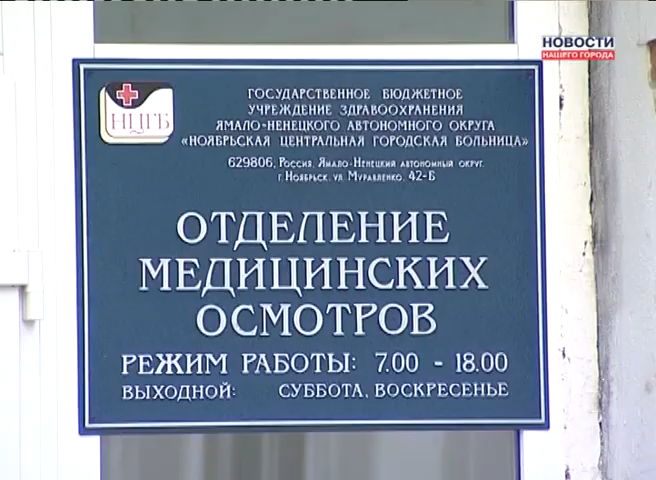 НОВОСТИ
НАШЕГО ГОРОДА
НЦГБ
ГОСУДАРСТВЕННОЕ БЮДЖЕТНОЕ
УЧРЕЖДЕНИЕ ЗДРАВООХРАНЕНИЯ
ЯМАЛО-НЕНЕЦКОГО АВТОНОМНОГО ОКРУГА
«НОЯБРЬСКАЯ ЦЕНТРАЛЬНАЯ ГОРОДСКАЯ БОЛЬНИЦА»
629806, Россия, Ямало-Ненецкий автономный округ,
г. Ноябрьск, ул. Муравленко, 42-Б
ОТДЕЛЕНИЕ
МЕДИЦИНСКИХ
ОСМОТРОВ
РЕЖИМ РАБОТЫ: 7.00 - 18.00
ВЫХОДНОЙ: СУББОТА, ВОСКРЕСЕНЬЕ